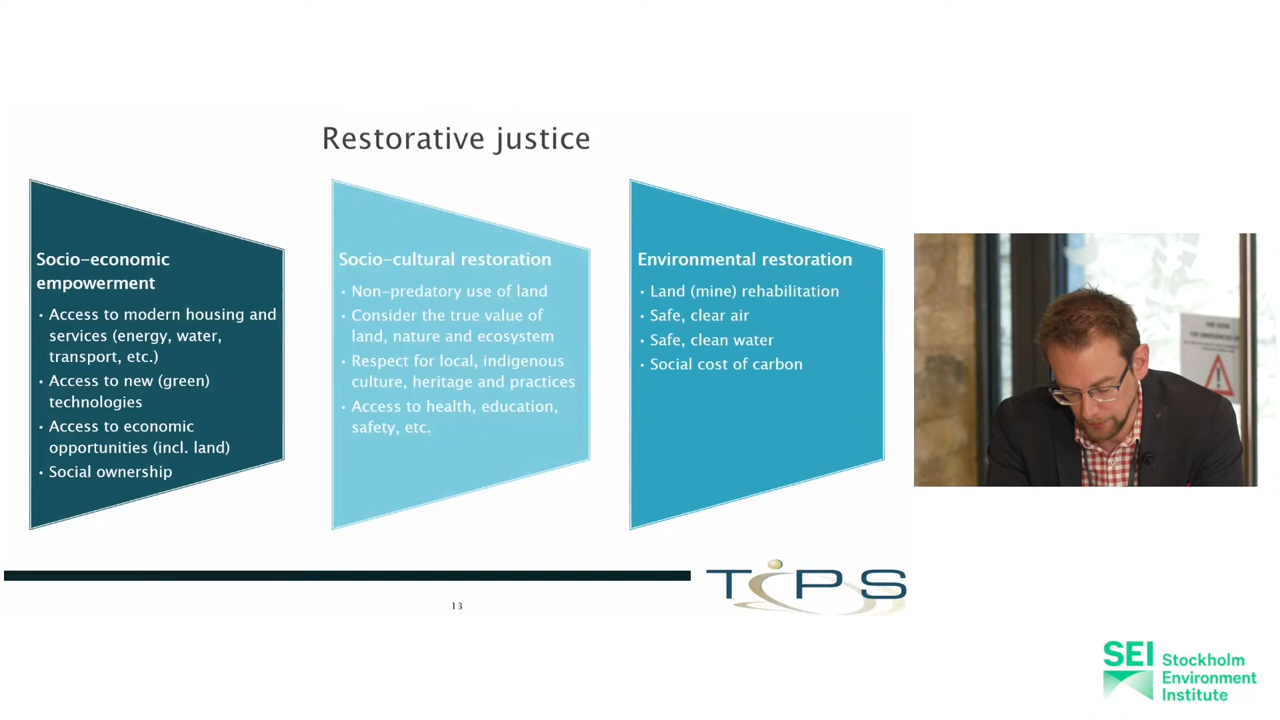 Restorative justice
Socio-economic
empowerment
• Access to modern housing and
services (energy, water,
transport, etc.)
• Access to new (green)
technologies
• Access to economic
opportunities (incl. land)
• Social ownership
Socio-cultural restoration
• Non-predatory use of land
• Consider the true value of
land, nature and ecosystem
• Respect for local, indigenous
culture, heritage and practices
• Access to health, education,
safety, etc.
Environmental restoration
• Land (mine) rehabilitation
• Safe, clear air
• Safe, clean water
• Social cost of carbon
TIPS
13
SEI Stockholm
Environment
Institute